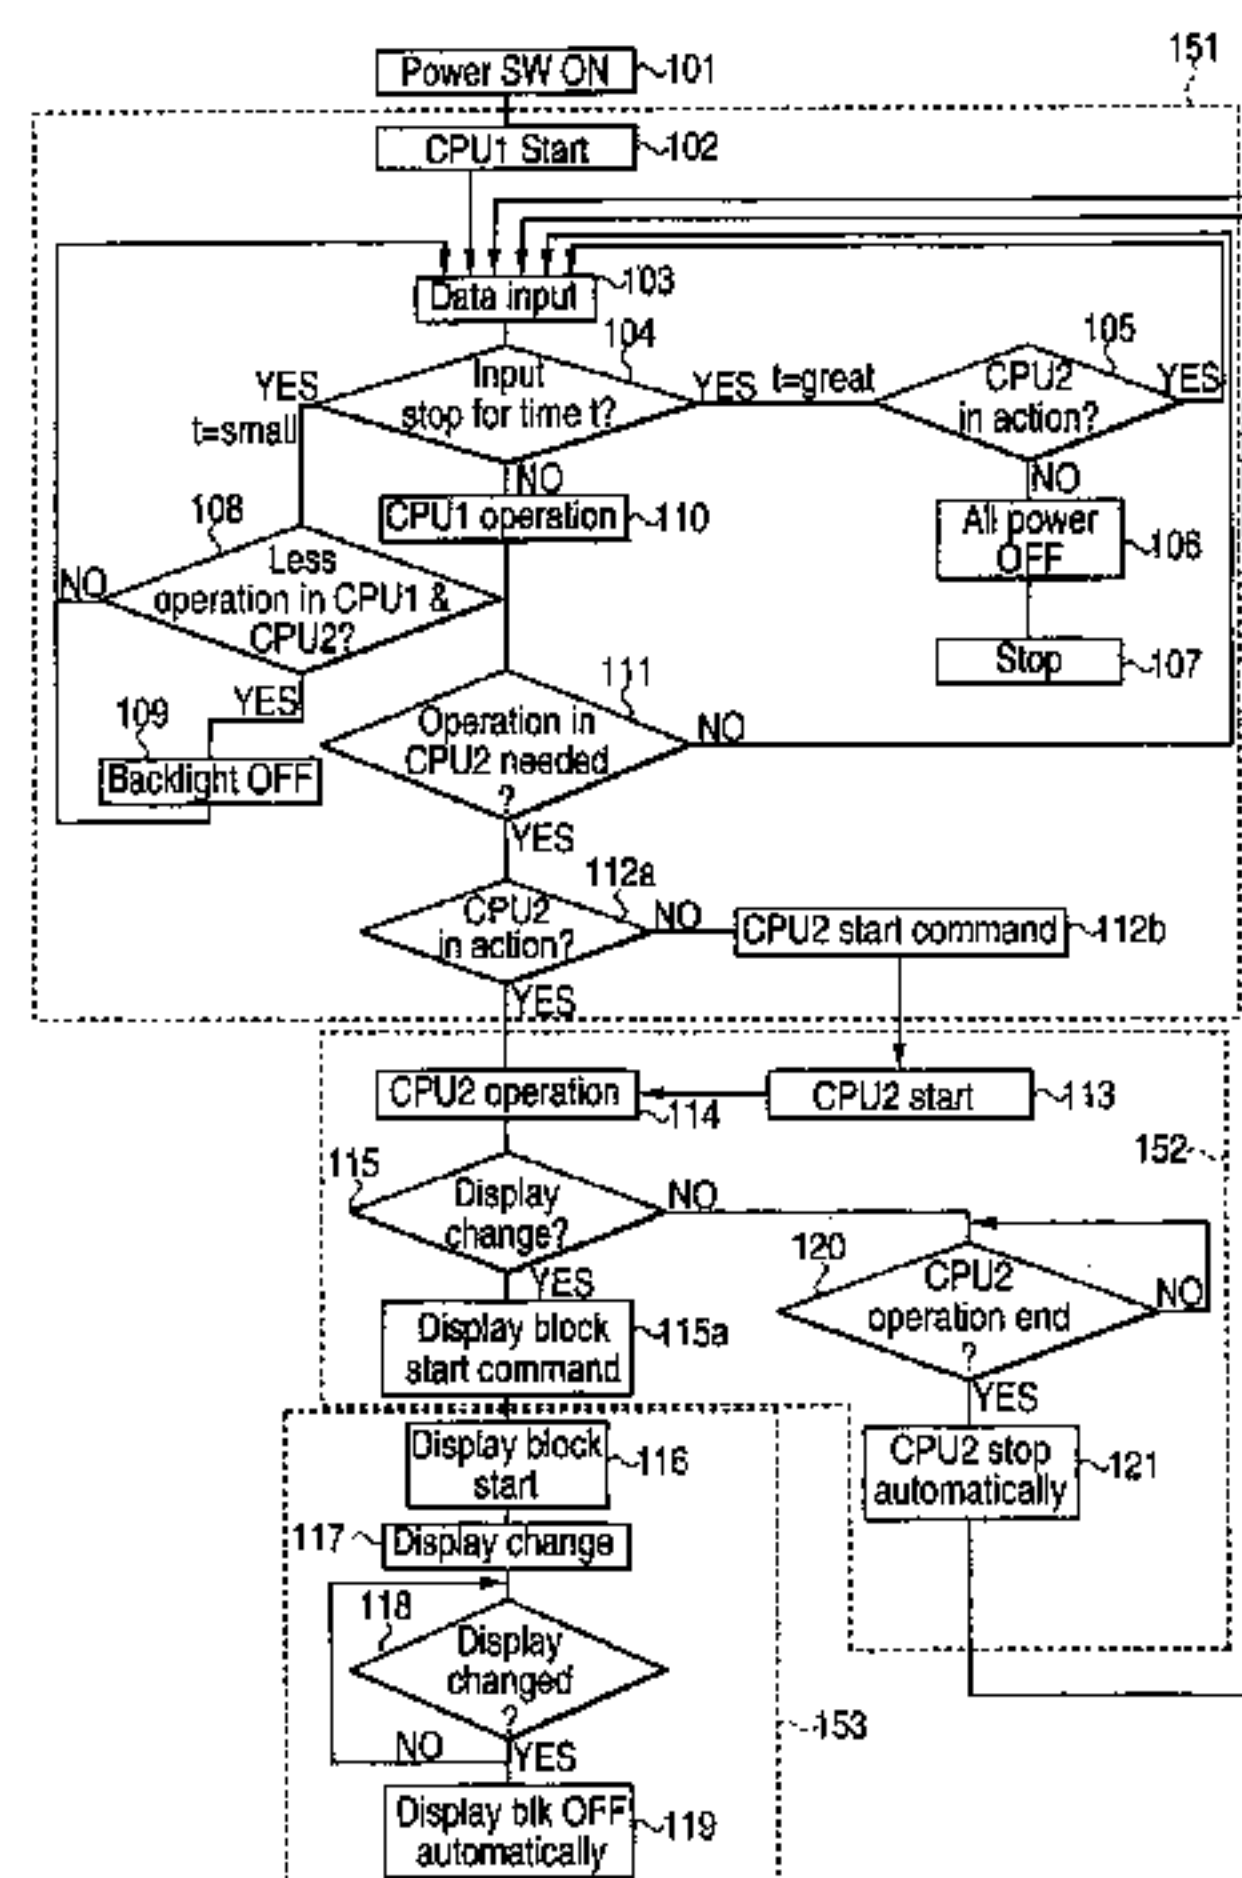 151
Power SW ON
101
CPU1 Start
102
Data input
103
104
Input
stop for time t?
YES
t=small
YES t=great
105
CPU2
in action?
YES
NO
NO
CPU1 operation
110
All power
OFF
106
108
Less
operation in CPU1 &
CPU2?
NO
YES
Stop
107
109
Backlight OFF
111
Operation in
CPU2 needed
?
NO
YES
112a
CPU2
in action?
NO
CPU2 start command
112b
YES
CPU2 operation
114
CPU2 start
113
152
115
Display
change?
NO
YES
120
CPU2
operation end
?
NO
YES
Display block
start command
115a
Display block
start
116
CPU2 stop
automatically
121
117
Display change
118
Display
changed
?
NO
YES
153
Display blk OFF
automatically
119